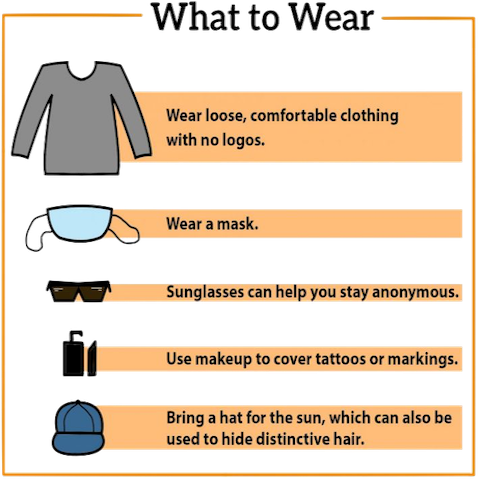 What to Wear
Wear loose, comfortable clothing
with no logos.
Wear a mask.
Sunglasses can help you stay anonymous.
Use makeup to cover tattoos or markings.
Bring a hat for the sun, which can also be
used to hide distinctive hair.